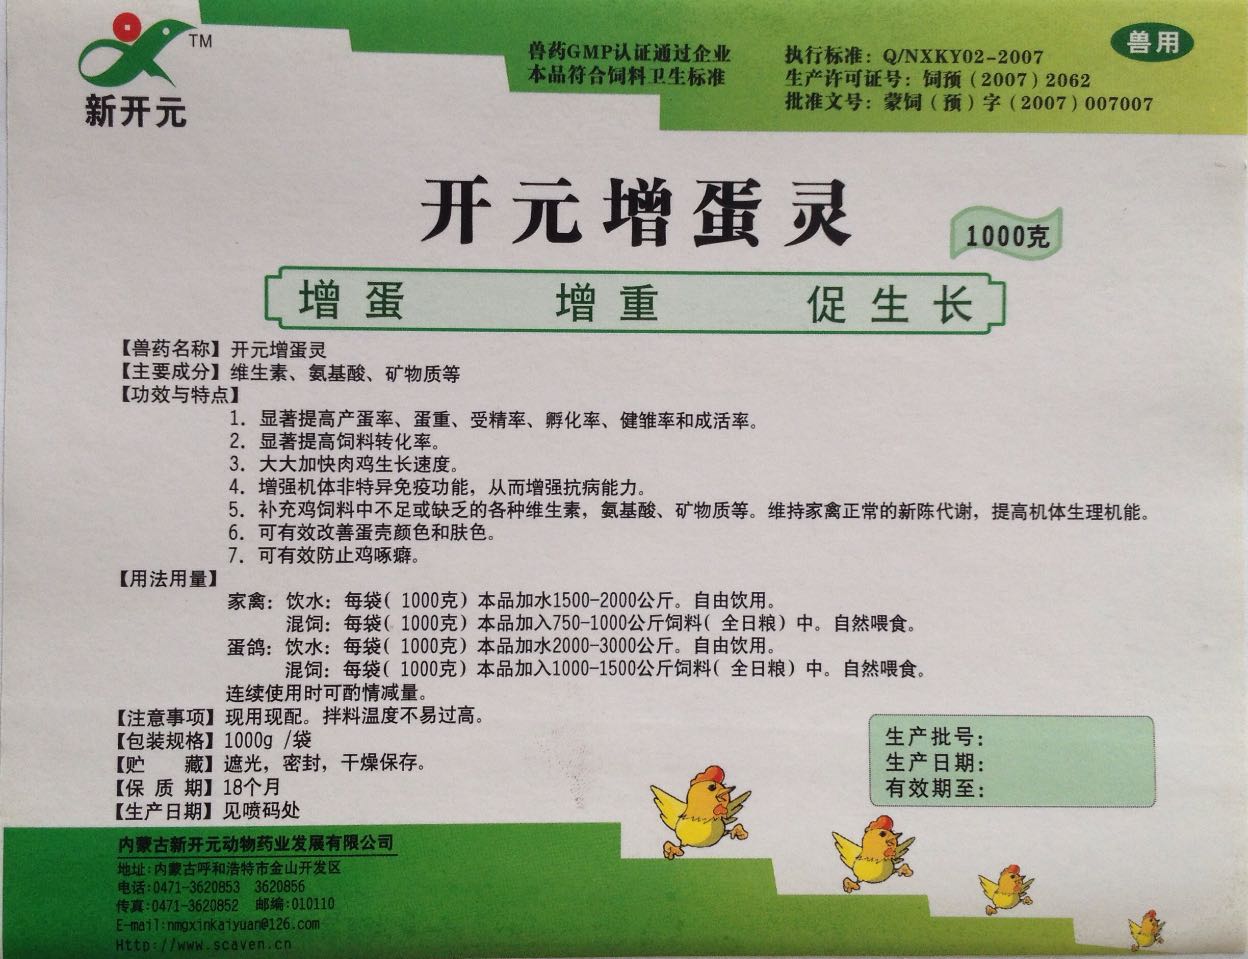 TM
新开元
兽药GMP认证通过企业
本品符合饲料卫生标准
执行标准：Q/NXKY02-2007
生产许可证号：饲预（2007）2062
批准文号：蒙饲（预）字（2007）007007
兽用
开元增蛋灵
1000克
增蛋 增重 促生长
【兽药名称】开元增蛋灵
【主要成分】维生素、氨基酸、矿物质等
【功效与特点】
1．显著提高产蛋率、蛋重、受精率、孵化率、健雏率和成活率。
2．显著提高饲料转化率。
3．大大加快肉鸡生长速度。
4．增强机体非特异免疫功能，从而增强抗病能力。
5．补充鸡饲料中不足或缺乏的各种维生素，氨基酸、矿物质等。维持家禽正常的新陈代谢，提高机体生理机能。
6．可有效改善蛋壳颜色和肤色。
7．可有效防止鸡啄癖。
【用法用量】
家禽：饮水：每袋（1000克）本品加水1500-2000公斤。自由饮用。
混饲：每袋（1000克）本品加入750-1000公斤饲料（全日粮）中。自然喂食。
蛋鸽：饮水：每袋（1000克）本品加水2000-3000公斤。自由饮用。
混饲：每袋（1000克）本品加入1000-1500公斤饲料（全日粮）中。自然喂食。
连续使用时可酌情减量。
【注意事项】现用现配。拌料温度不易过高。
【包装规格】1000g /袋
【贮 藏】遮光，密封，干燥保存。
【保 质 期】18个月
【生产日期】见喷码处
生产批号：
生产日期：
有效期至：
内蒙古新开元动物药业发展有限公司
地址：内蒙古呼和浩特市金山开发区
电话：0471-3620853 3620856
传真：0471-3620852 邮编：010110
E-mail:nmgxinkaiyuan@126.com
Http://www.scaven.cn